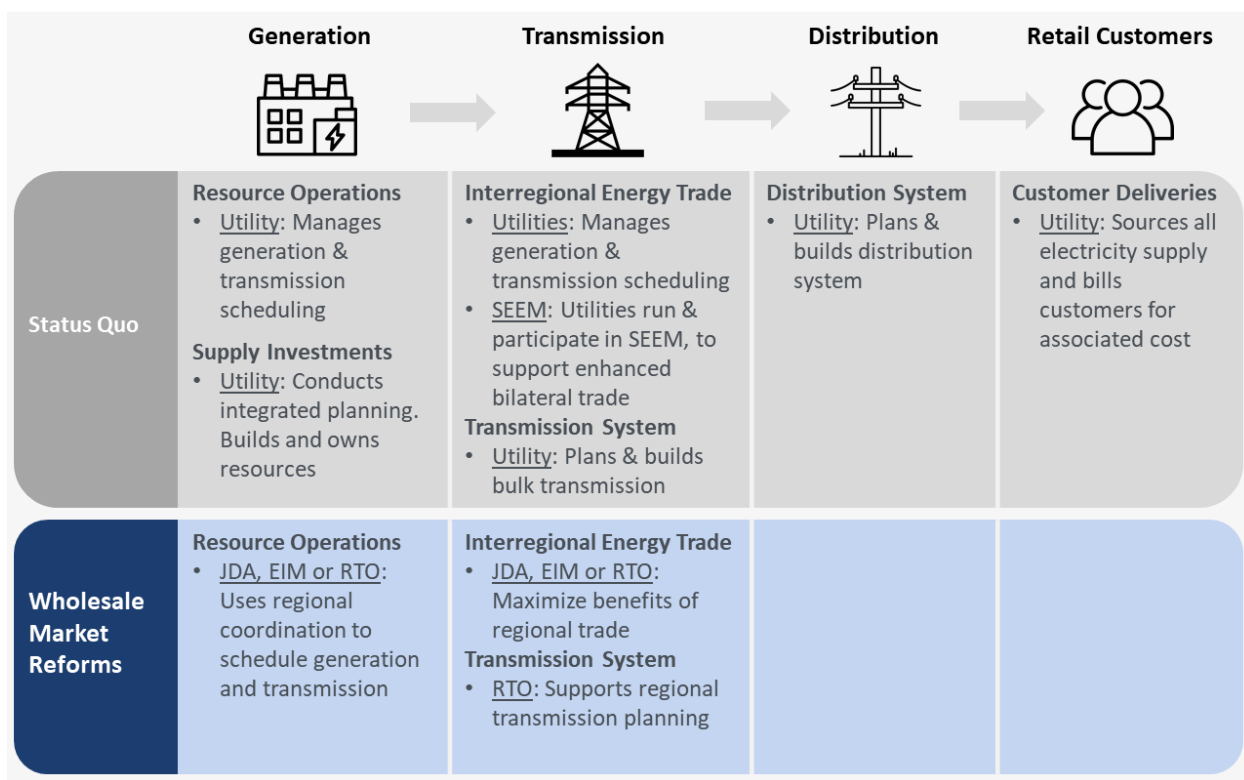 Generation
Transmission
Distribution
Retail Customers
Status Quo
Resource Operations
• Utility: Manages
generation &
transmission
scheduling
Supply Investments
• Utility: Conducts
integrated planning.
Builds and owns
resources
Interregional Energy Trade
• Utilities: Manages
generation &
transmission scheduling
• SEEM: Utilities run &
participate in SEEM, to
support enhanced
bilateral trade
Transmission System
• Utility: Plans & builds
bulk transmission
Distribution System
• Utility: Plans &
builds distribution
system
Customer Deliveries
• Utility: Sources all
electricity supply
and bills
customers for
associated cost
Wholesale
Market
Reforms
Resource Operations
• JDA, EIM or RTO:
Uses regional
coordination to
schedule generation
and transmission
Interregional Energy Trade
• JDA, EIM or RTO:
Maximize benefits of
regional trade
Transmission System
• RTO: Supports regional
transmission planning